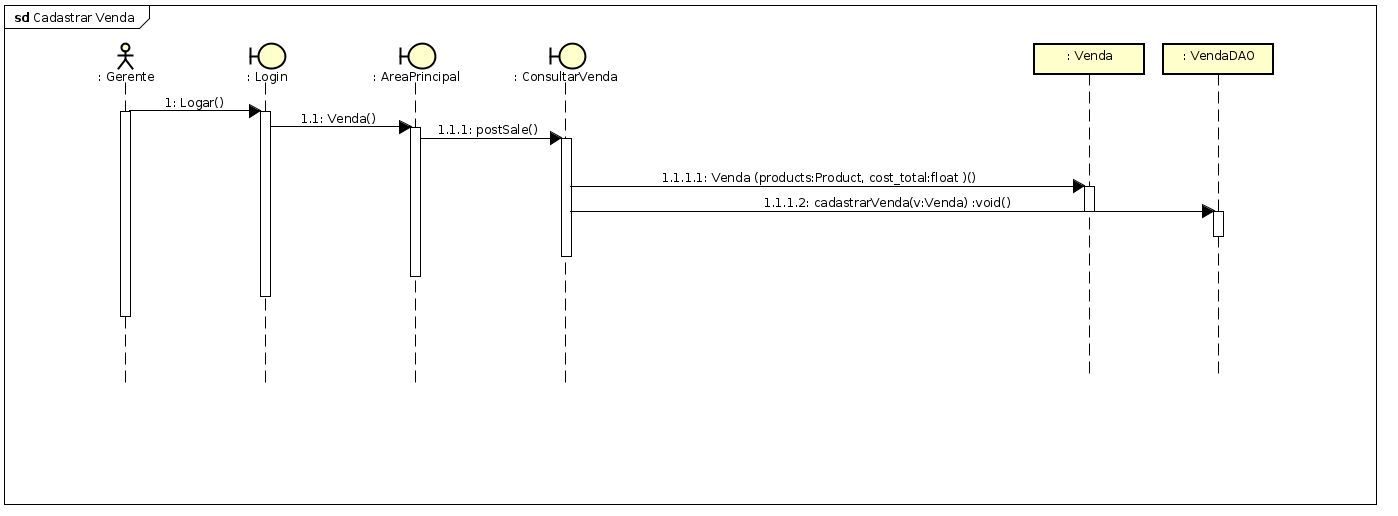 sd Cadastrar Venda
: Gerente
: Login
: AreaPrincipal
: ConsultarVenda
: Venda
: VendaDAO
1: Logar()
1.1: Venda()
1.1.1: postSale()
1.1.1.1: Venda (products:Product, cost_total:float )()
1.1.1.2: cadastrarVenda(v:Venda) :void()